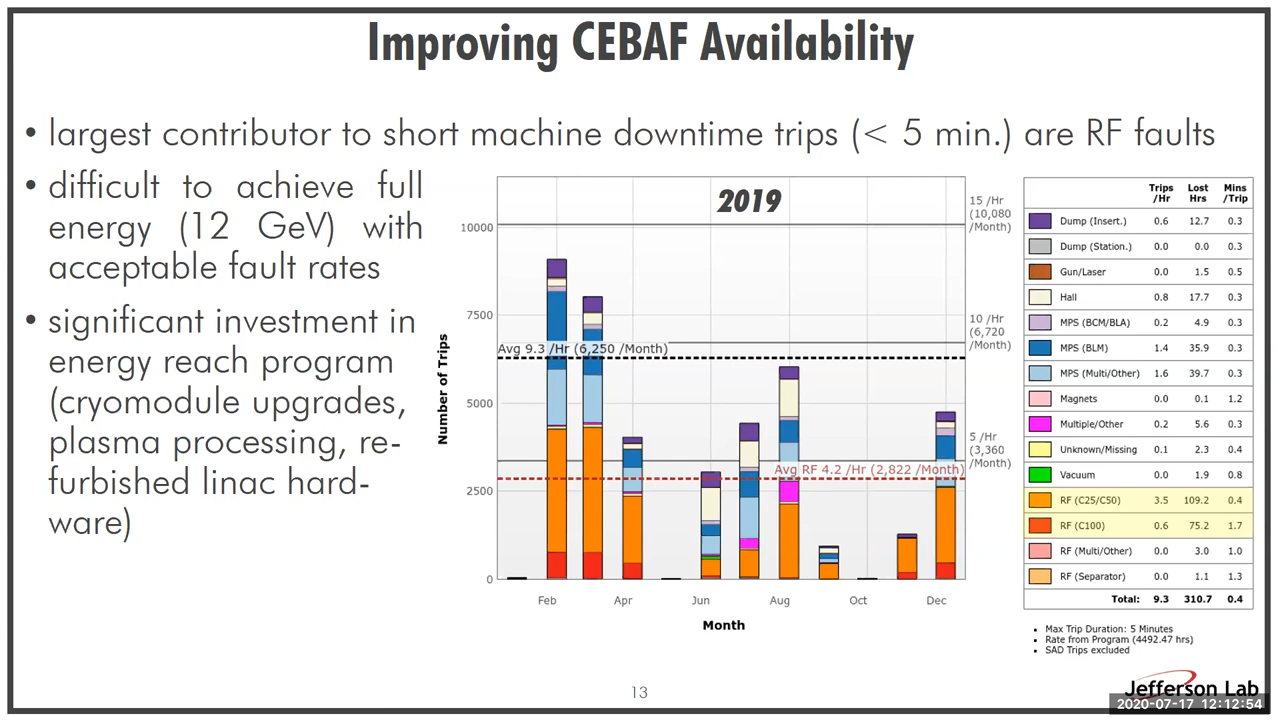 Improving CEBAF Availability
• largest contributor to short machine downtime trips (< 5 min.) are RF faults
• difficult to achieve full
energy (12 GeV) with
acceptable fault rates
• significant investment in
energy reach program
(cryomodule upgrades,
plasma processing, re-
furbished linac hard-
ware)
2019
Number of Trips
10000
7500
5000
2500
0
15 /Hr
(10,080
/Month)
10 /Hr
(6,720
/Month)
5 /Hr
(3,360
/Month)
Avg 9.3 /Hr (6,250 /Month)
Avg RF 4.2 /Hr (2,822 /Month)
Feb Apr Jun Aug Oct Dec
Month
Trips Lost Mins
/Hr Hrs /Trip
Dump (Insert.) 0.6 12.7 0.3
Dump (Station.) 0.0 0.0 0.3
Gun/Laser 0.0 1.5 0.5
Hall 0.8 17.7 0.3
MPS (BCM/BLA) 0.2 4.9 0.3
MPS (BLM) 1.4 35.9 0.3
MPS (Multi/Other) 1.6 39.7 0.3
Magnets 0.0 0.1 1.2
Multiple/Other 0.2 5.6 0.3
Unknown/Missing 0.1 2.3 0.4
Vacuum 0.0 1.9 0.8
RF (C25/C50) 3.5 109.2 0.4
RF (C100) 0.6 75.2 1.7
RF (Multi/Other) 0.0 3.0 1.0
RF (Separator) 0.0 1.1 1.3
Total: 9.3 310.7 0.4
• Max Trip Duration: 5 Minutes
• Rate from Program (4492.47 hrs)
• SAD Trips excluded
13
Jefferson Lab
2020-07-17 12:12:54